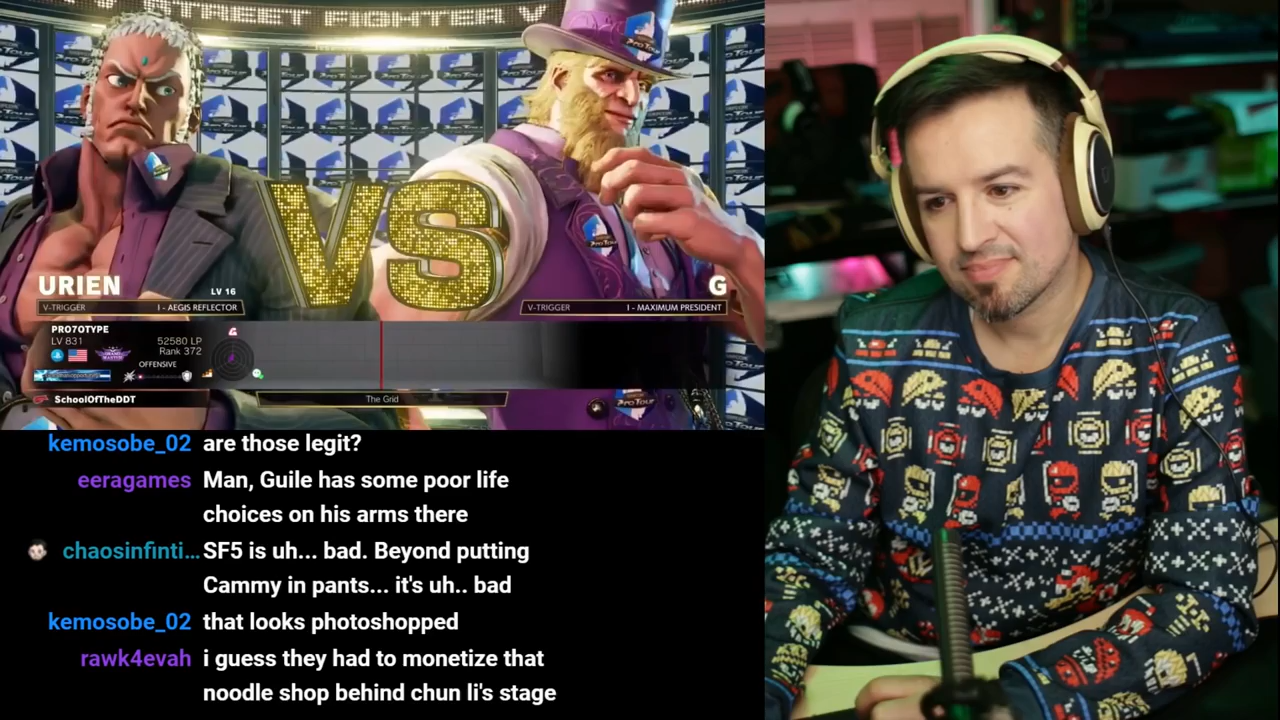 V STREET FIGHTER V
VS
URIEN
LV 16
G
V-TRIGGER
I - AEGIS REFLECTOR
V-TRIGGER
I - MAXIMUM PRESIDENT
PRO7OTYPE
LV 831
52580 LP
Rank 372
OFFENSIVE
SchoolOfTheDDT
The Grid
kemosobe_02 are those legit?
eeragames Man, Guile has some poor life
choices on his arms there
chaosinfinti… SF5 is uh... bad. Beyond putting
Cammy in pants... it's uh.. bad
kemosobe_02 that looks photoshopped
rawk4evah i guess they had to monetize that
noodle shop behind chun li's stage